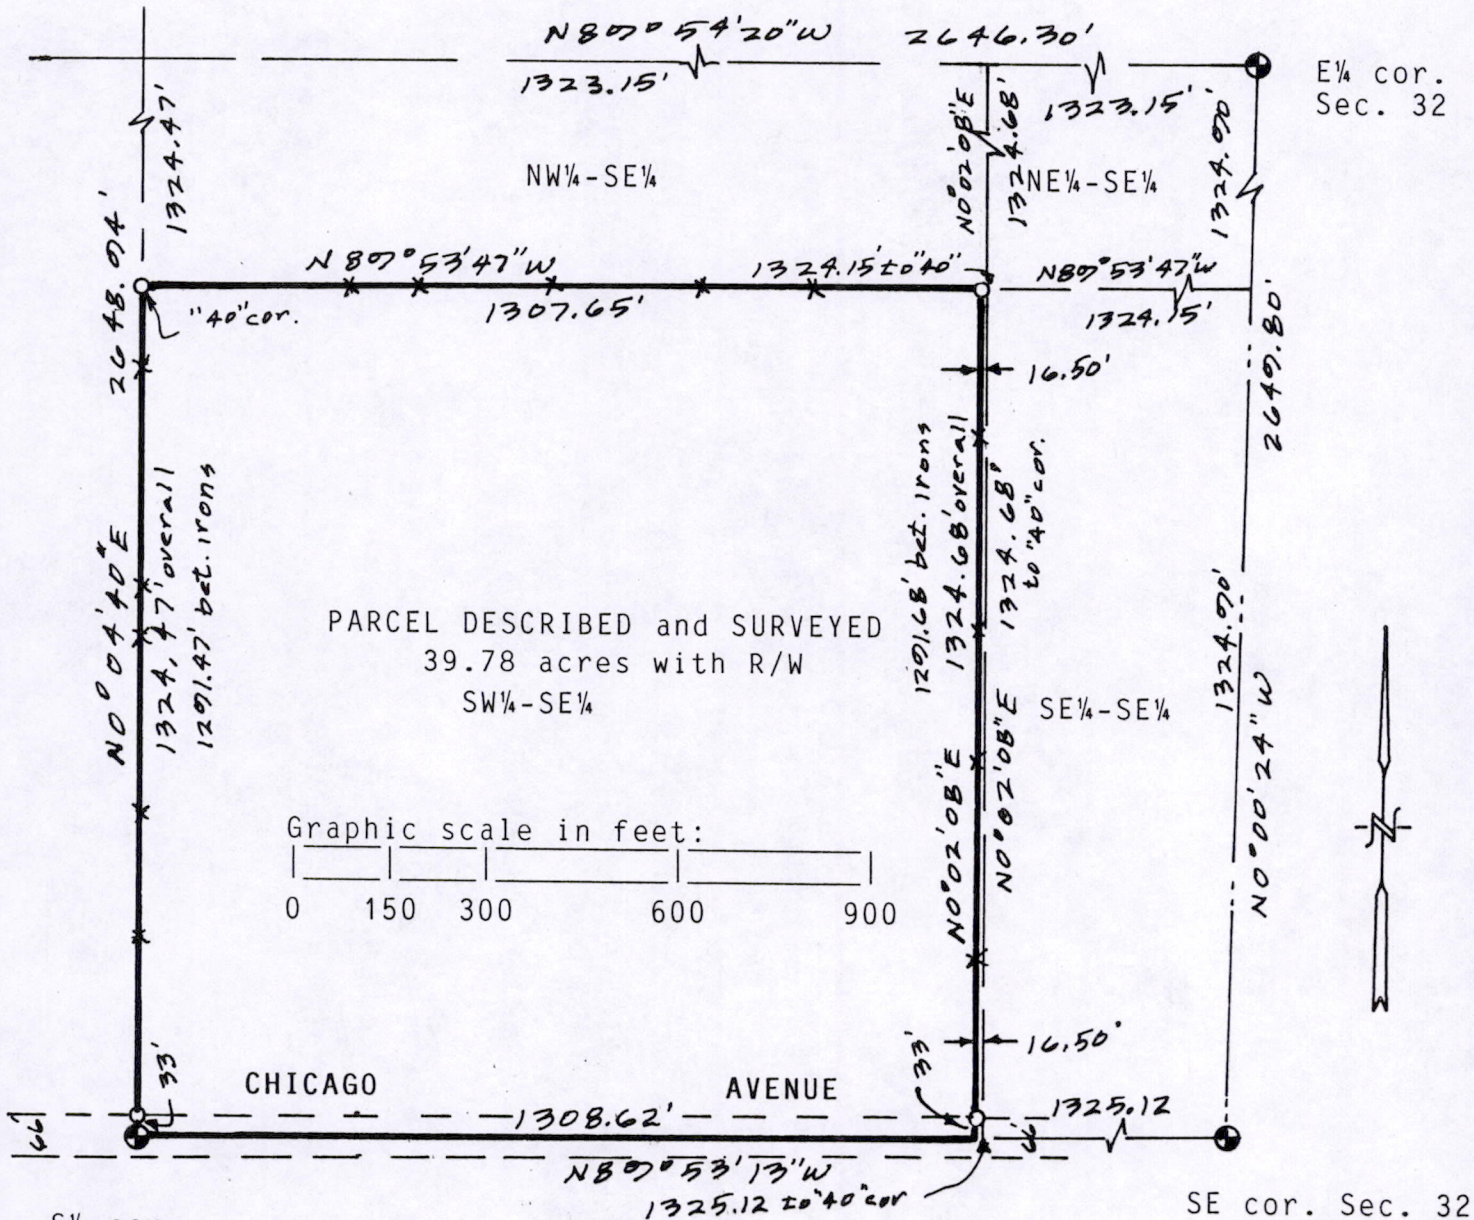 N89°54'20"W 2646.30'
1323.15'
1323.15'
E¼ cor.
Sec. 32
1324.47'
N0°02'08"E
1324.68'
1324.90'
NW¼-SE¼
NE¼-SE¼
2648.94'
N89°53'47"W
1324.15' to "40"
N89°53'47"W
"40" cor.
1307.65'
1324.15'
16.50'
2649.80'
N0°04'40"E
1324.47' overall
1291.47' bet. irons
1291.68' bet. irons
1324.68' overall
1324.68'
to "40" cor.
N0°02'08"E
N0°02'08"E
1324.90'
N0°00'24"W
PARCEL DESCRIBED and SURVEYED
39.78 acres with R/W
SW¼-SE¼
SE¼-SE¼
Graphic scale in feet:
0 150 300 600 900
N
16.50'
33'
33'
CHICAGO AVENUE
66'
1308.62'
66'
1325.12
N89°53'13"W
1325.12 to "40" cor
SE cor. Sec. 32